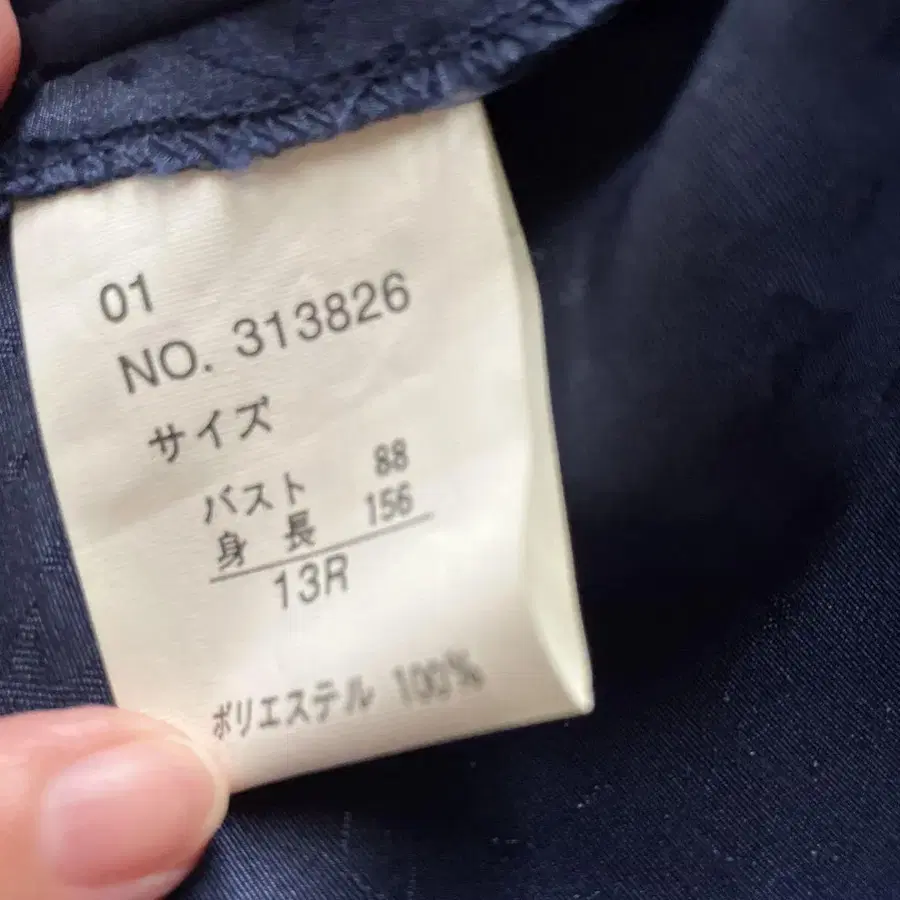 01
NO. 313826
サイズ
バスト 88
身長 156
13R
ポリエステル 100%